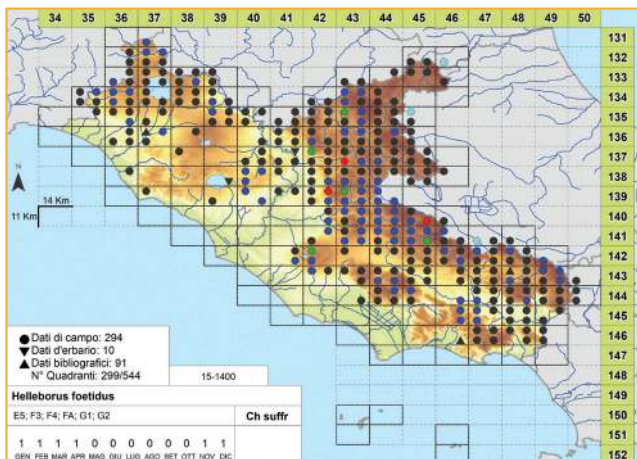 34 35 36 37 38 39 40 41 42 43 44 45 46 47 48 49 50
131
132
133
134
135
136
137
138
139
140
141
142
143
144
145
146
147
148
149
150
151
152
N
14 Km
11 Km
Dati di campo: 294
Dati d'erbario: 10
Dati bibliografici: 91
N° Quadranti: 299/544
15-1400
Helleborus foetidus
E5; F3; F4; FA; G1; G2
Ch suffr
1 1 1 1 0 0 0 0 0 0 1 1
GEN FEB MAR APR MAG GIU LUG AGO SET OTT NOV DIC